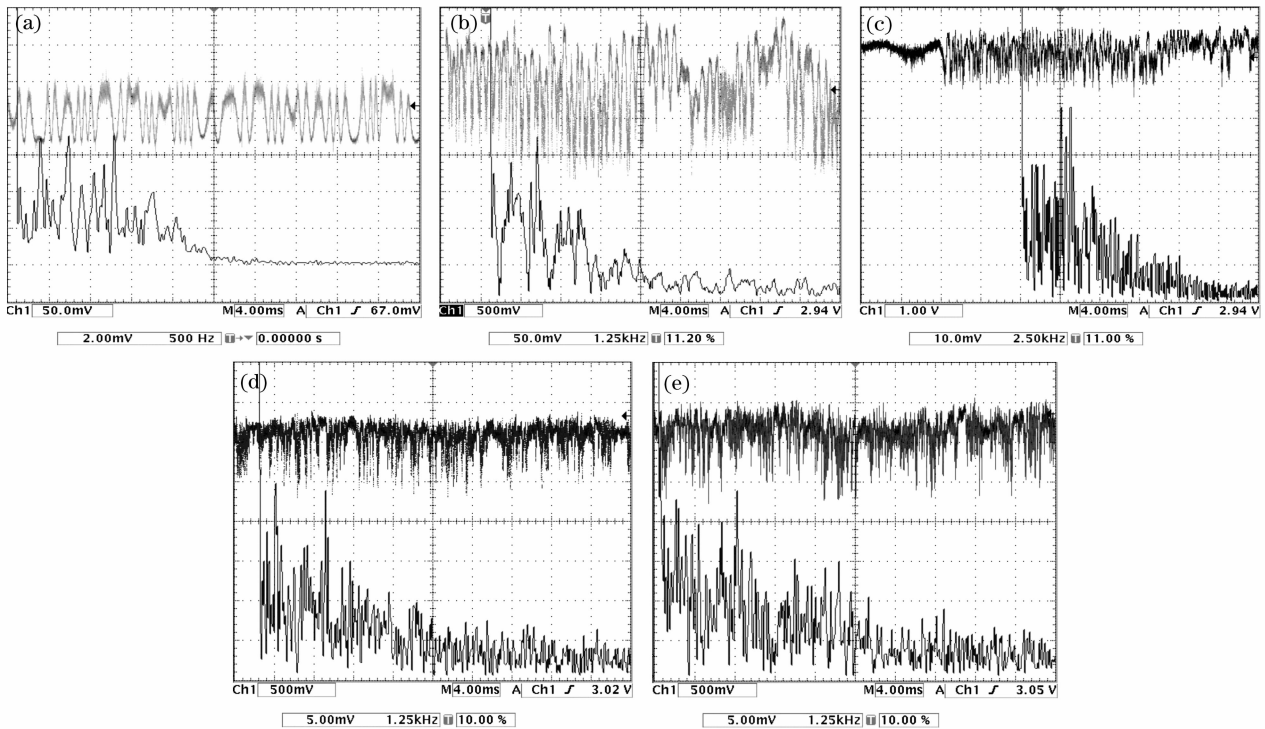 (a)
Ch1 50.0mV M 4.00ms A Ch1 67.0mV
2.00mV 500 Hz T 0.00000 s
(b)
T
Ch1 500mV M 4.00ms A Ch1 2.94 V
50.0mV 1.25kHz T 11.20 %
(c)
Ch1 1.00 V M 4.00ms A Ch1 2.94 V
10.0mV 2.50kHz T 11.00 %
(d)
Ch1 500mV M 4.00ms A Ch1 3.02 V
5.00mV 1.25kHz T 10.00 %
(e)
Ch1 500mV M 4.00ms A Ch1 3.05 V
5.00mV 1.25kHz T 10.00 %